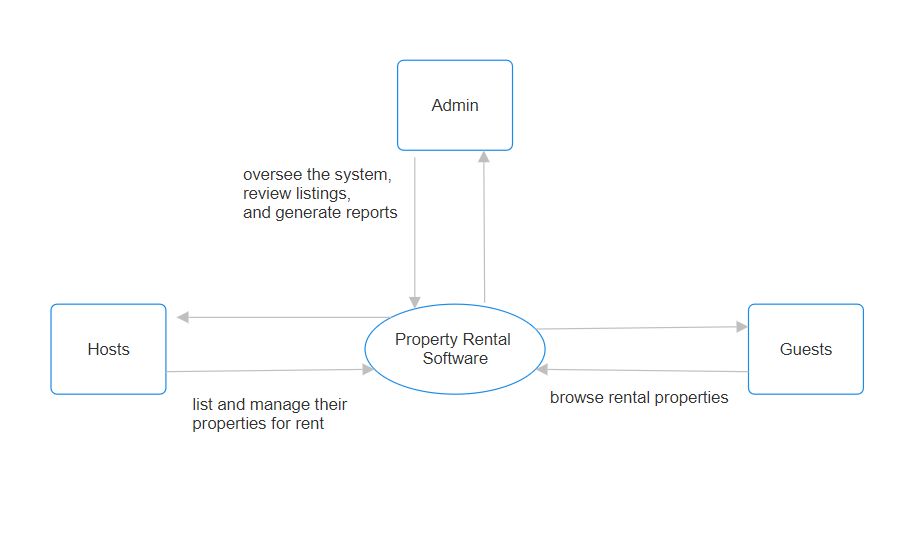 Admin
oversee the system,
review listings,
and generate reports
Hosts
Property Rental
Software
Guests
list and manage their
properties for rent
browse rental properties